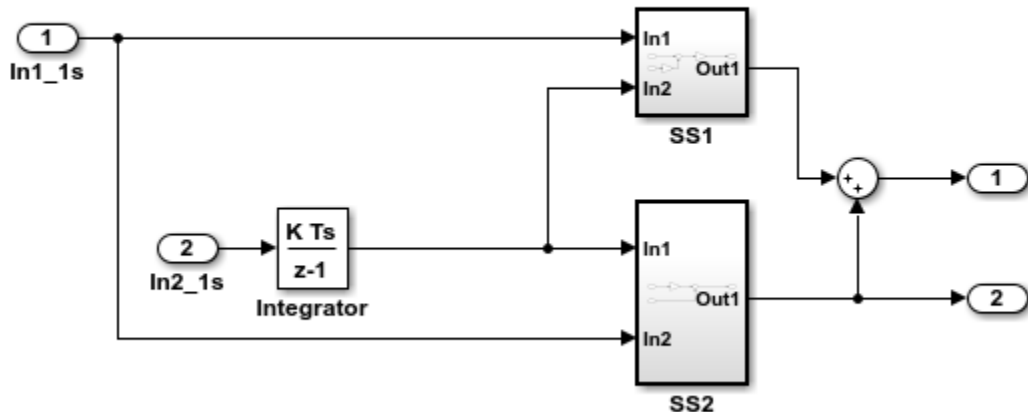 1
In1_1s
In1
Out1
In2
SS1
+
+
1
2
In2_1s
K Ts
z-1
Integrator
In1
Out1
In2
SS2
2